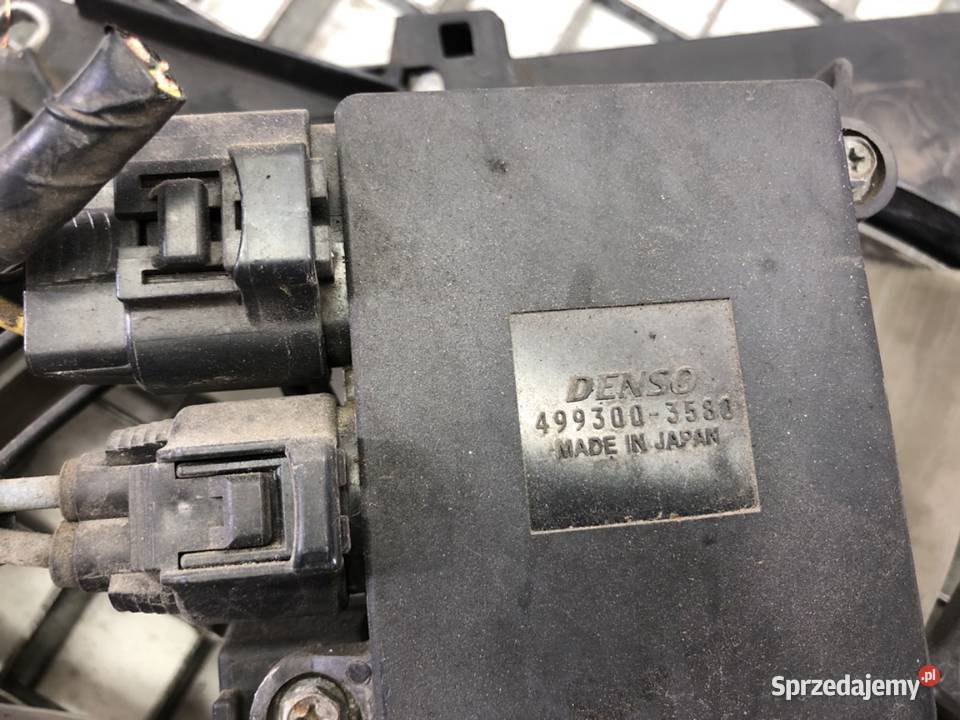 DENSO
499300-3580
MADE IN JAPAN
Sprzedajemy.pl